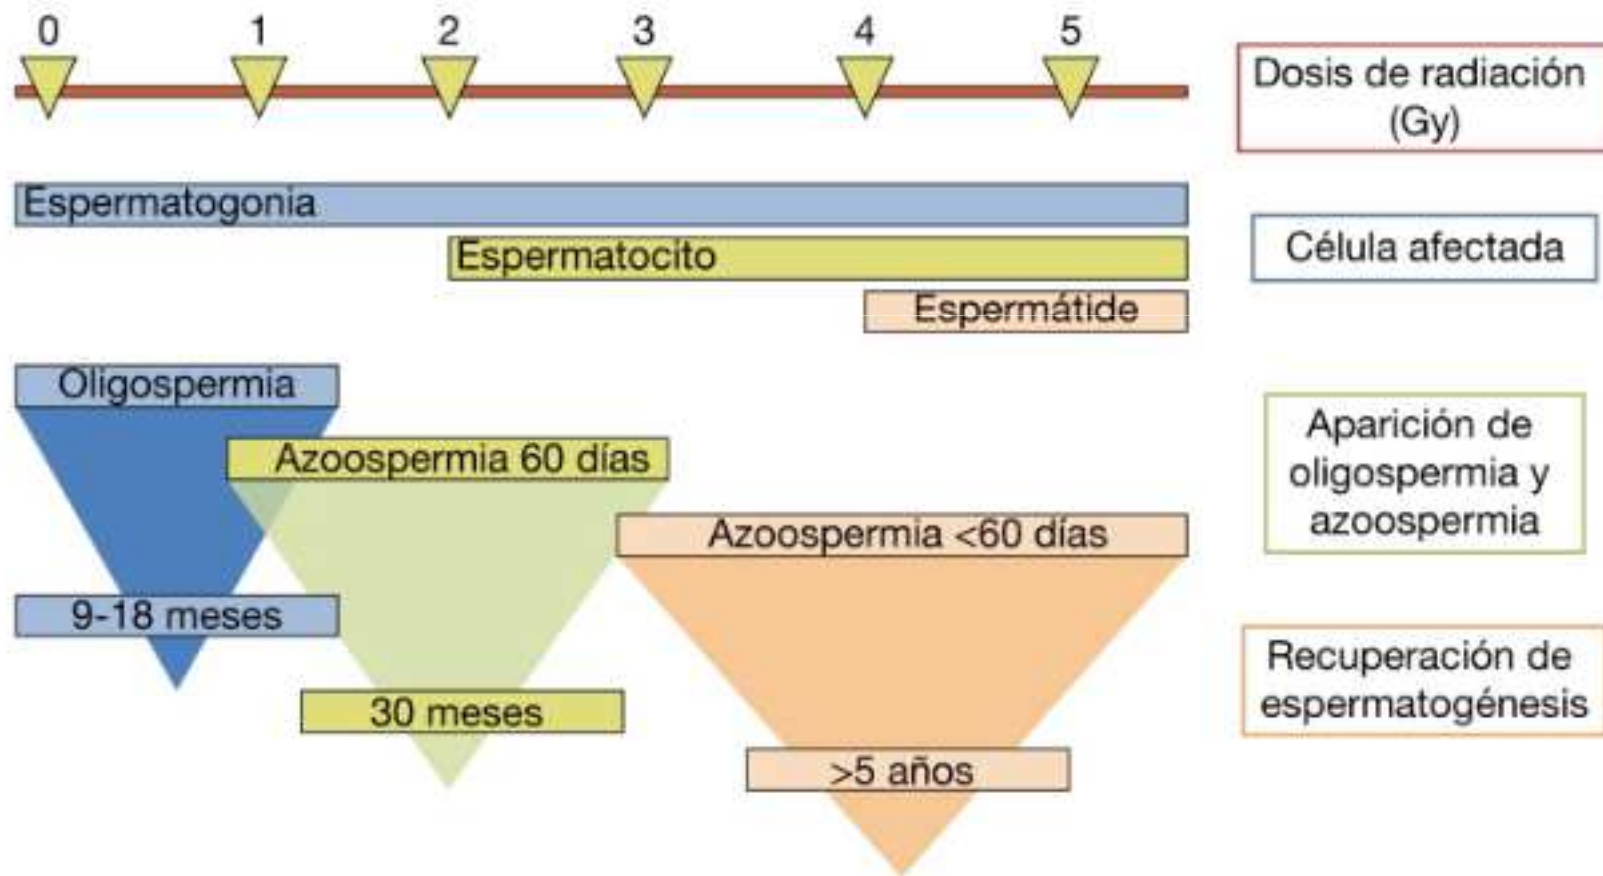 0 1 2 3 4 5
Dosis de radiación
(Gy)
Espermatogonia
Espermatocito
Espermátide
Célula afectada
Oligospermia
Azoospermia 60 días
Azoospermia <60 días
Aparición de
oligospermia y
azoospermia
9-18 meses
30 meses
>5 años
Recuperación de
espermatogénesis